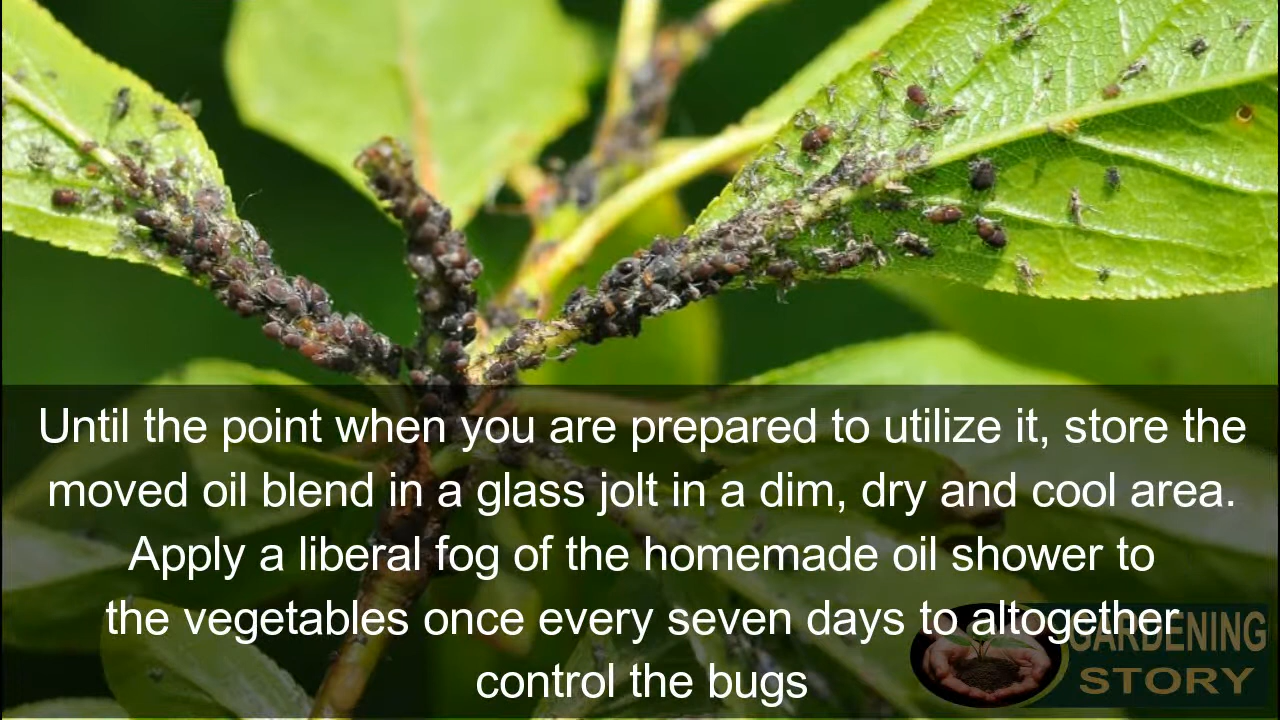 Until the point when you are prepared to utilize it, store the
moved oil blend in a glass jolt in a dim, dry and cool area.
Apply a liberal fog of the homemade oil shower to
the vegetables once every seven days to altogether
control the bugs
GARDENING
STORY